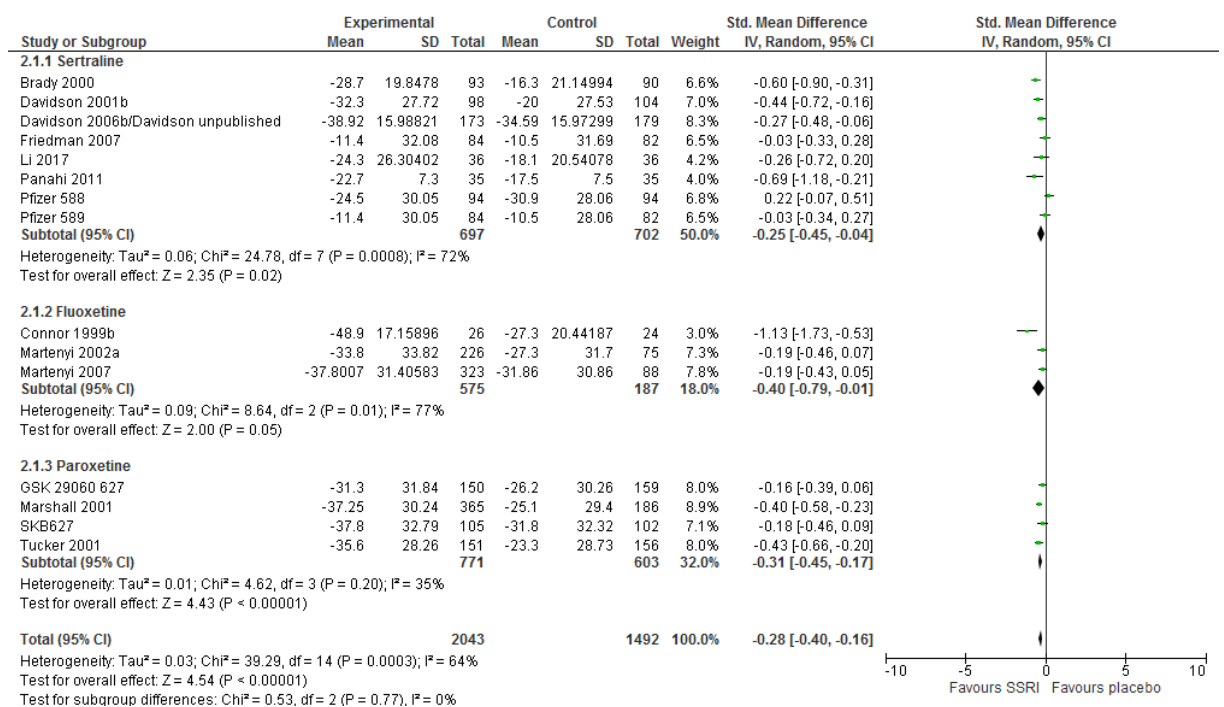 Experimental Control Std. Mean Difference Std. Mean Difference
Study or Subgroup Mean SD Total Mean SD Total Weight IV, Random, 95% CI IV, Random, 95% CI
2.1.1 Sertraline
Brady 2000 -28.7 19.8478 93 -16.3 21.14994 90 6.6% -0.60 [-0.90, -0.31]
Davidson 2001b -32.3 27.72 98 -20 27.53 104 7.0% -0.44 [-0.72, -0.16]
Davidson 2006b/Davidson unpublished -38.92 15.98821 173 -34.59 15.97299 179 8.3% -0.27 [-0.48, -0.06]
Friedman 2007 -11.4 32.08 84 -10.5 31.69 82 6.5% -0.03 [-0.33, 0.28]
Li 2017 -24.3 26.30402 36 -18.1 20.54078 36 4.2% -0.26 [-0.72, 0.20]
Panahi 2011 -22.7 7.3 35 -17.5 7.5 35 4.0% -0.69 [-1.18, -0.21]
Pfizer 588 -24.5 30.05 94 -30.9 28.06 94 6.8% 0.22 [-0.07, 0.51]
Pfizer 589 -11.4 30.05 84 -10.5 28.06 82 6.5% -0.03 [-0.34, 0.27]
Subtotal (95% CI) 697 702 50.0% -0.25 [-0.45, -0.04]
Heterogeneity: Tau² = 0.06; Chi² = 24.78, df = 7 (P = 0.0008); I² = 72%
Test for overall effect: Z = 2.35 (P = 0.02)
2.1.2 Fluoxetine
Connor 1999b -48.9 17.15896 26 -27.3 20.44187 24 3.0% -1.13 [-1.73, -0.53]
Martenyi 2002a -33.8 33.82 226 -27.3 31.7 75 7.3% -0.19 [-0.46, 0.07]
Martenyi 2007 -37.8007 31.40583 323 -31.86 30.86 88 7.8% -0.19 [-0.43, 0.05]
Subtotal (95% CI) 575 187 18.0% -0.40 [-0.79, -0.01]
Heterogeneity: Tau² = 0.09; Chi² = 8.64, df = 2 (P = 0.01); I² = 77%
Test for overall effect: Z = 2.00 (P = 0.05)
2.1.3 Paroxetine
GSK 29060 627 -31.3 31.84 150 -26.2 30.26 159 8.0% -0.16 [-0.39, 0.06]
Marshall 2001 -37.25 30.24 365 -25.1 29.4 186 8.9% -0.40 [-0.58, -0.23]
SKB627 -37.8 32.79 105 -31.8 32.32 102 7.1% -0.18 [-0.46, 0.09]
Tucker 2001 -35.6 28.26 151 -23.3 28.73 156 8.0% -0.43 [-0.66, -0.20]
Subtotal (95% CI) 771 603 32.0% -0.31 [-0.45, -0.17]
Heterogeneity: Tau² = 0.01; Chi² = 4.62, df = 3 (P = 0.20); I² = 35%
Test for overall effect: Z = 4.43 (P < 0.00001)
Total (95% CI) 2043 1492 100.0% -0.28 [-0.40, -0.16]
Heterogeneity: Tau² = 0.03; Chi² = 39.29, df = 14 (P = 0.0003); I² = 64%
Test for overall effect: Z = 4.54 (P < 0.00001)
Test for subgroup differences: Chi² = 0.53, df = 2 (P = 0.77), I² = 0%
-10 -5 0 5 10
Favours SSRI Favours placebo